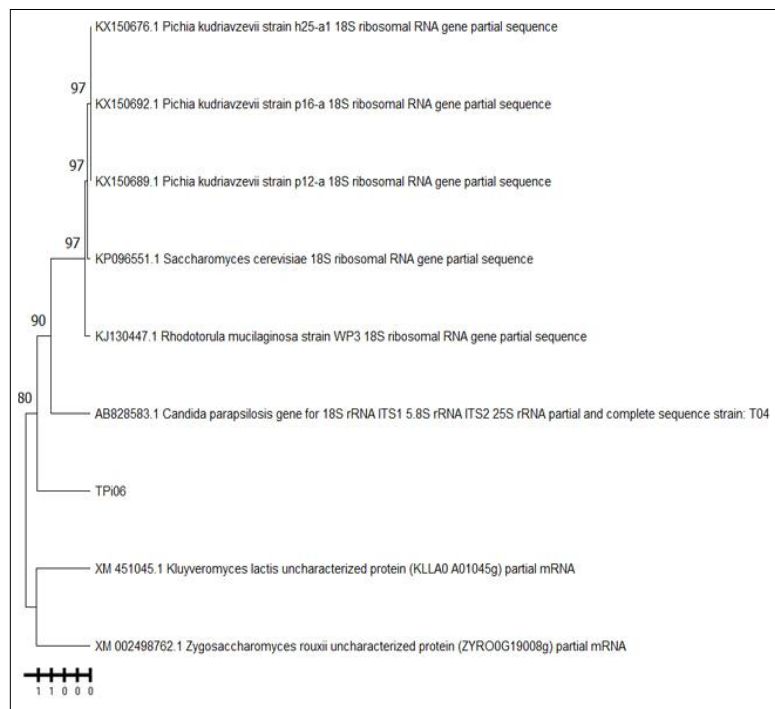 KX150676.1 Pichia kudriavzevii strain h25-a1 18S ribosomal RNA gene partial sequence
97
KX150692.1 Pichia kudriavzevii strain p16-a 18S ribosomal RNA gene partial sequence
97
KX150689.1 Pichia kudriavzevii strain p12-a 18S ribosomal RNA gene partial sequence
97
KP096551.1 Saccharomyces cerevisiae 18S ribosomal RNA gene partial sequence
90
KJ130447.1 Rhodotorula mucilaginosa strain WP3 18S ribosomal RNA gene partial sequence
80
AB828583.1 Candida parapsilosis gene for 18S rRNA ITS1 5.8S rRNA ITS2 25S rRNA partial and complete sequence strain: T04
TPi06
XM 451045.1 Kluyveromyces lactis uncharacterized protein (KLLA0 A01045g) partial mRNA
XM 002498762.1 Zygosaccharomyces rouxii uncharacterized protein (ZYRO0G19008g) partial mRNA
1 1 0 0 0